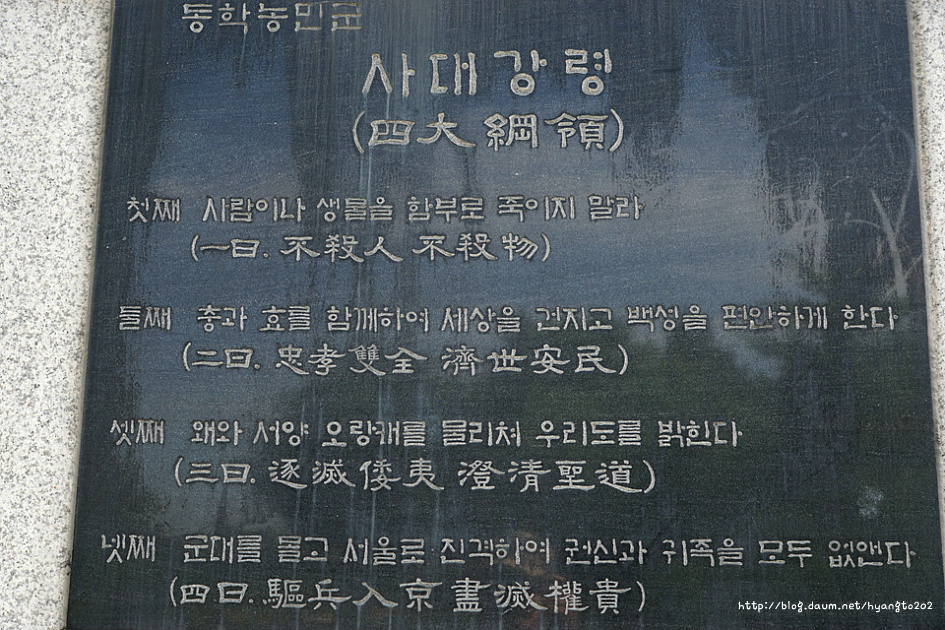 동학농민군
사대강령
(四大綱領)
첫째 사람이나 생물을 함부로 죽이지 말라
(一曰. 不殺人 不殺物)
둘째 충과 효를 함께하여 세상을 건지고 백성을 편안하게 한다
(二曰. 忠孝雙全 濟世安民)
셋째 왜와 서양 오랑캐를 물리쳐 우리도를 밝힌다
(三曰. 逐滅倭夷 澄清聖道)
넷째 군대를 몰고 서울로 진격하여 권신과 귀족을 모두 없앤다
(四曰. 驅兵入京 盡滅權貴)
http://blog.daum.net/hyangto202